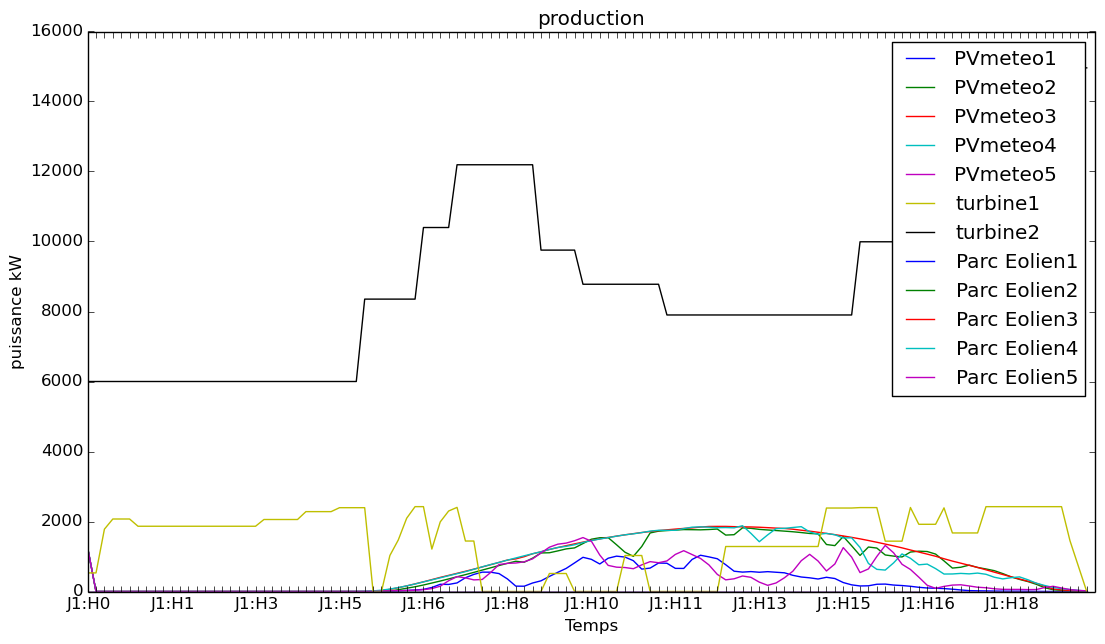 production
16000
14000
12000
10000
8000
6000
4000
2000
0
puissance kW
PVmeteo1
PVmeteo2
PVmeteo3
PVmeteo4
PVmeteo5
turbine1
turbine2
Parc Eolien1
Parc Eolien2
Parc Eolien3
Parc Eolien4
Parc Eolien5
J1:H0 J1:H1 J1:H3 J1:H5 J1:H6 J1:H8 J1:H10 J1:H11 J1:H13 J1:H15 J1:H16 J1:H18
Temps